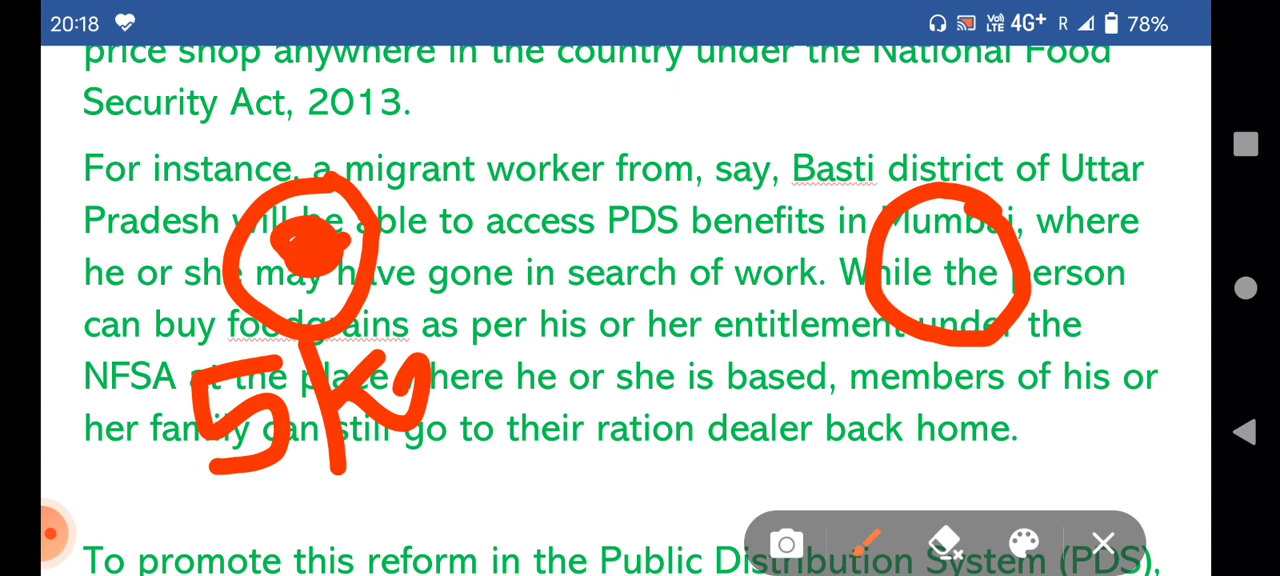 20:18 VoD LTE 4G+ R 78%
price shop anywhere in the country under the National Food
Security Act, 2013.
For instance, a migrant worker from, say, Basti district of Uttar
Pradesh will be able to access PDS benefits in Mumbai, where
he or she may have gone in search of work. While the person
can buy foodgrains as per his or her entitlement under the
NFSA at the place where he or she is based, members of his or
her family can still go to their ration dealer back home.
5 Kg
To promote this reform in the Public Distribution System (PDS),